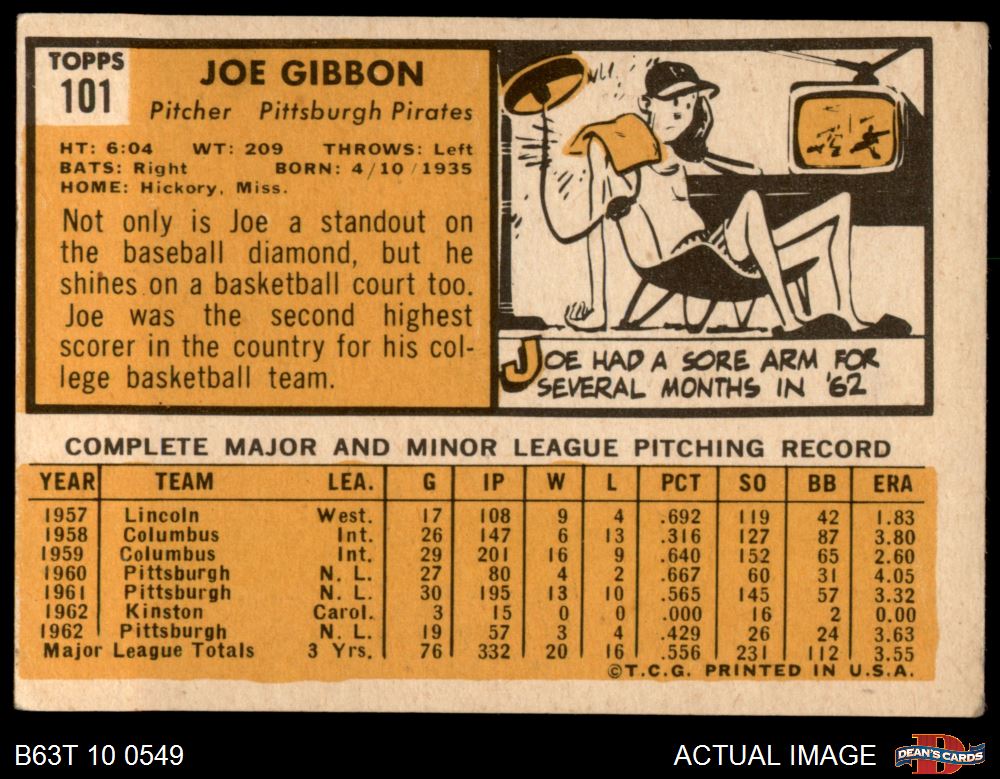 TOPPS
101
JOE GIBBON
Pitcher Pittsburgh Pirates
HT: 6:04 WT: 209 THROWS: Left
BATS: Right BORN: 4/10/1935
HOME: Hickory, Miss.
Not only is Joe a standout on
the baseball diamond, but he
shines on a basketball court too.
Joe was the second highest
scorer in the country for his col-
lege basketball team.
JOE HAD A SORE ARM FOR
SEVERAL MONTHS IN '62
COMPLETE MAJOR AND MINOR LEAGUE PITCHING RECORD
YEAR TEAM LEA. G IP W L PCT SO BB ERA
1957 Lincoln West. 17 108 9 4 .692 119 42 1.83
1958 Columbus Int. 26 147 6 13 .316 127 87 3.80
1959 Columbus Int. 29 201 16 9 .640 152 65 2.60
1960 Pittsburgh N. L. 27 80 4 2 .667 60 31 4.05
1961 Pittsburgh N. L. 30 195 13 10 .565 145 57 3.32
1962 Kinston Carol. 3 15 0 0 .000 16 2 0.00
1962 Pittsburgh N. L. 19 57 3 4 .429 26 24 3.63
Major League Totals 3 Yrs. 76 332 20 16 .556 231 112 3.55
©T.C.G. PRINTED IN U.S.A.
B63T 10 0549 ACTUAL IMAGE D DEAN'S CARDS